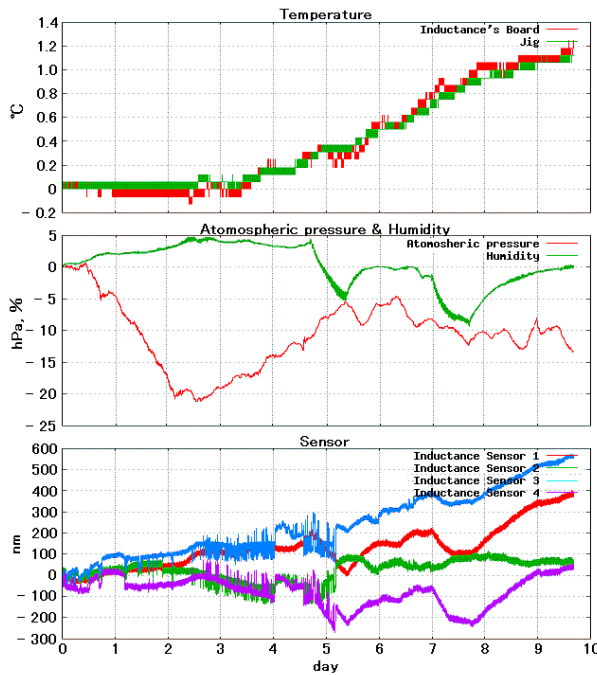 Temperature
1.4
1.2
1.0
0.8
0.6
0.4
0.2
0
- 0.2
℃
Inductance's Board
Jig
Atomospheric pressure & Humidity
5
0
- 5
- 10
- 15
- 20
- 25
hPa, %
Atomosheric pressure
Humidity
Sensor
600
500
400
300
200
100
0
- 100
- 200
- 300
nm
Inductance Sensor 1
Inductance Sensor 2
Inductance Sensor 3
Inductance Sensor 4
0 1 2 3 4 5 6 7 8 9 10
day